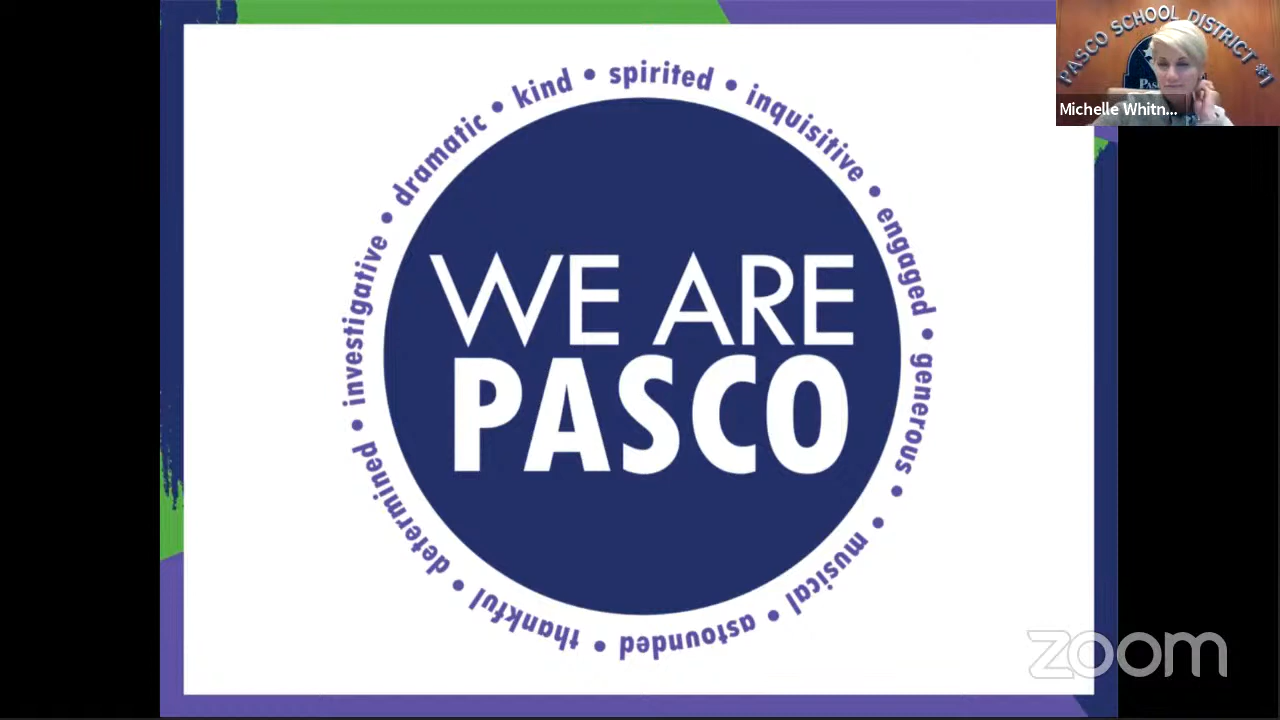 PASCO SCHOOL DISTRICT #1
Michelle Whitn...
kind • spirited • inquisitive • engaged • generous • musical • astounded • thankful • determined • investigative • dramatic •
WE ARE
PASCO
zoom